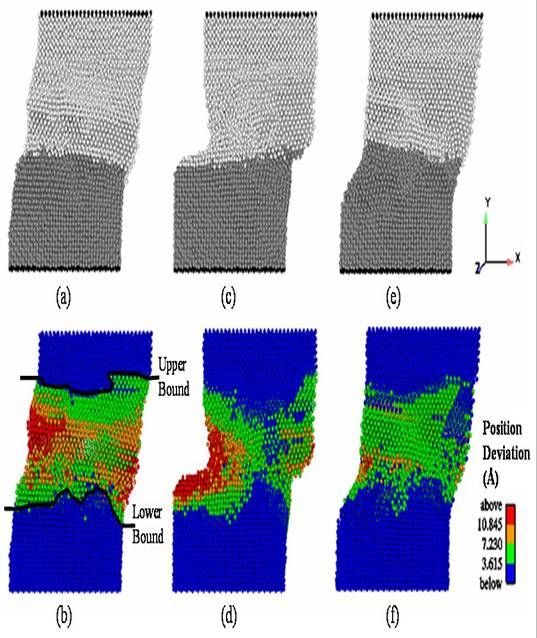 Y
X
Z
(a)
(c)
(e)
Upper
Bound
Position
Deviation
(Å)
above
10.845
7.230
3.615
below
Lower
Bound
(b)
(d)
(f)